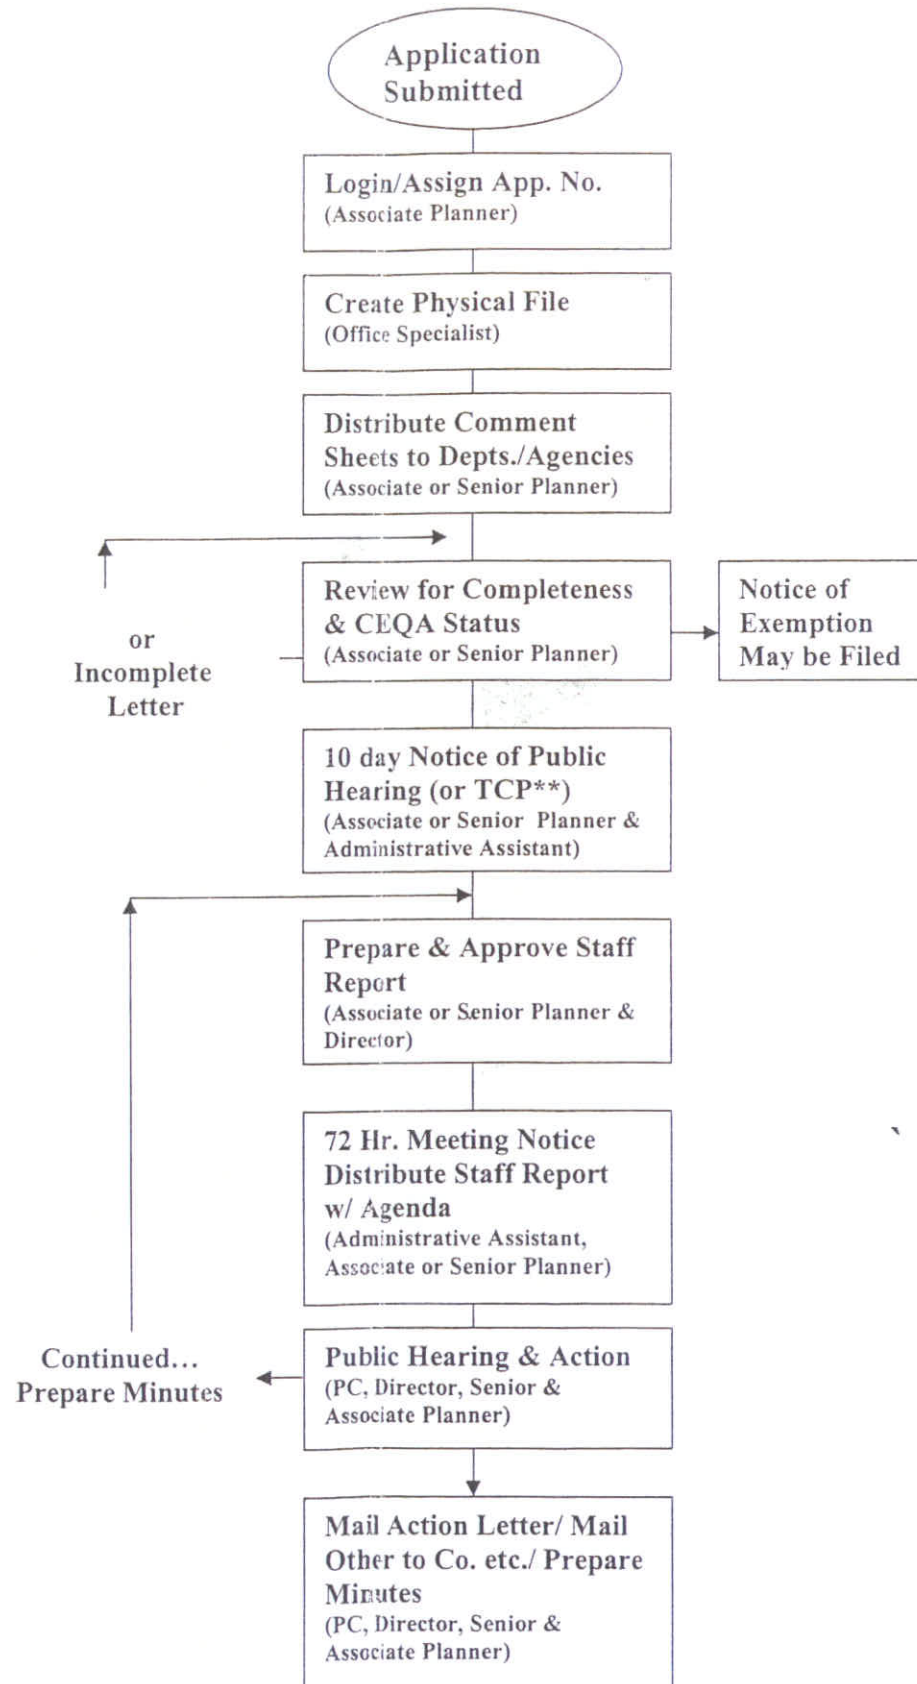 Application
Submitted
Login/Assign App. No.
(Associate Planner)
Create Physical File
(Office Specialist)
Distribute Comment
Sheets to Depts./Agencies
(Associate or Senior Planner)
Review for Completeness
& CEQA Status
(Associate or Senior Planner)
Notice of
Exemption
May be Filed
or
Incomplete
Letter
10 day Notice of Public
Hearing (or TCP**)
(Associate or Senior Planner &
Administrative Assistant)
Prepare & Approve Staff
Report
(Associate or Senior Planner &
Director)
72 Hr. Meeting Notice
Distribute Staff Report
w/ Agenda
(Administrative Assistant,
Associate or Senior Planner)
Public Hearing & Action
(PC, Director, Senior &
Associate Planner)
Continued...
Prepare Minutes
Mail Action Letter/ Mail
Other to Co. etc./ Prepare
Minutes
(PC, Director, Senior &
Associate Planner)